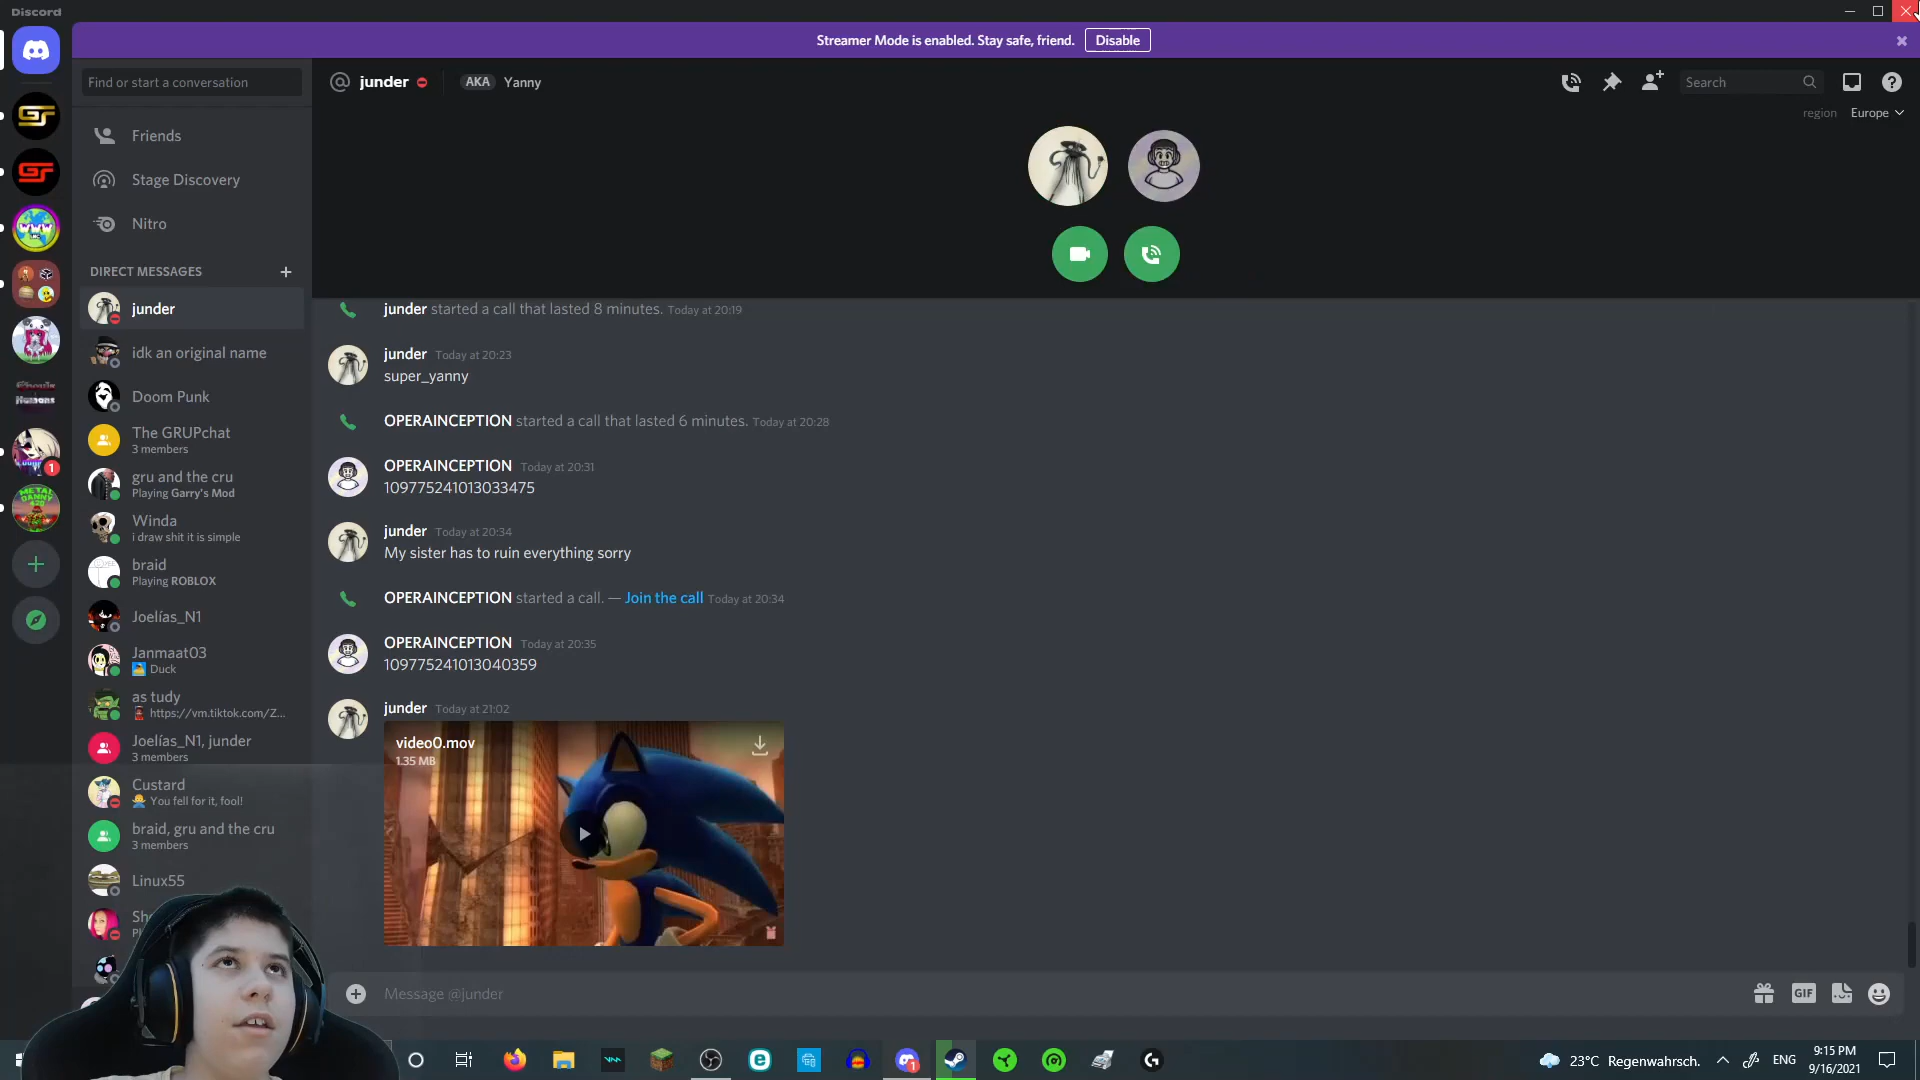 Discord
Streamer Mode is enabled. Stay safe, friend.
Disable
Find or start a conversation
junder
AKA
Yanny
Search
region
Europe
Friends
Stage Discovery
Nitro
DIRECT MESSAGES
junder
idk an original name
Doom Punk
The GRUPchat
3 members
gru and the cru
Playing Garry's Mod
Winda
i draw shit it is simple
braid
Playing ROBLOX
Joelías_N1
Janmaat03
Duck
as tudy
https://vm.tiktok.com/Z...
Joelías_N1, junder
3 members
Custard
You fell for it, fool!
braid, gru and the cru
3 members
Linux55
junder started a call that lasted 8 minutes. Today at 20:19
junder Today at 20:23
super_yanny
OPERAINCEPTION started a call that lasted 6 minutes. Today at 20:28
OPERAINCEPTION Today at 20:31
109775241013033475
junder Today at 20:34
My sister has to ruin everything sorry
OPERAINCEPTION started a call. — Join the call Today at 20:34
OPERAINCEPTION Today at 20:35
109775241013040359
junder Today at 21:02
video0.mov
1.35 MB
Message @junder
GIF
23°C Regenwahrsch.
ENG
9:15 PM
9/16/2021